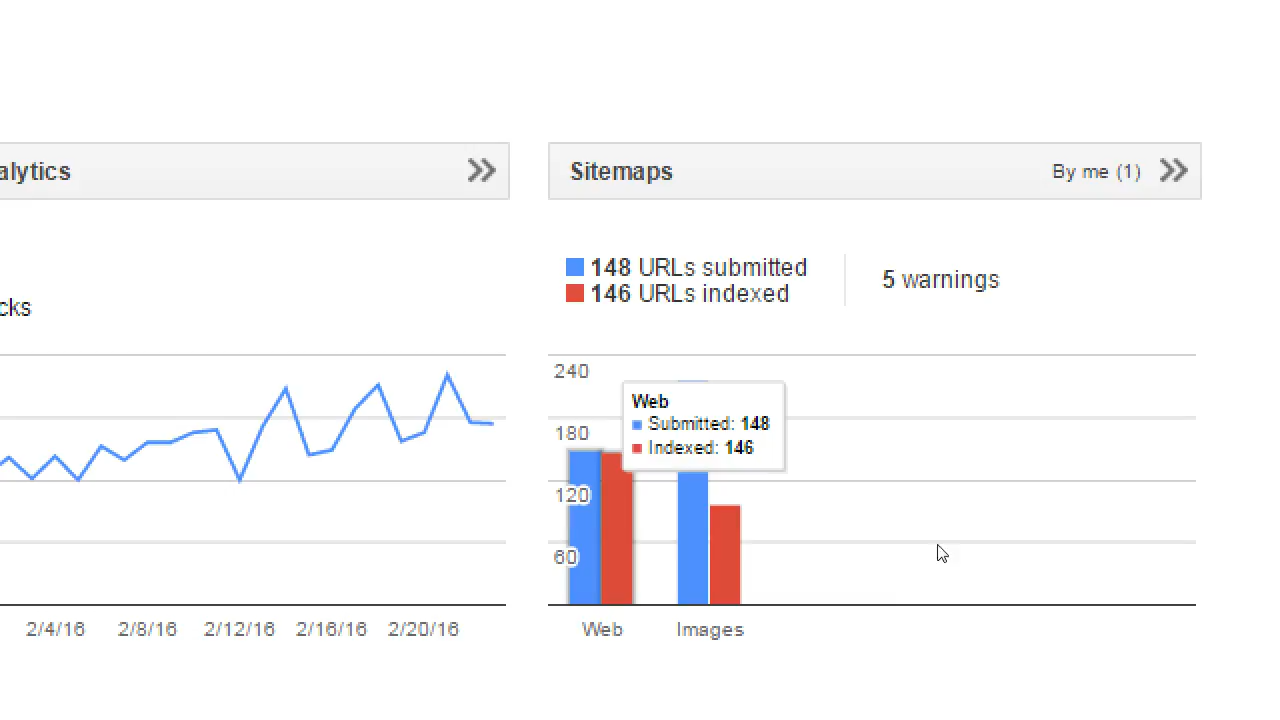 alytics
cks
2/4/16 2/8/16 2/12/16 2/16/16 2/20/16
Sitemaps By me (1)
148 URLs submitted
146 URLs indexed
5 warnings
240
180
120
60
Web
Submitted: 148
Indexed: 146
Web Images